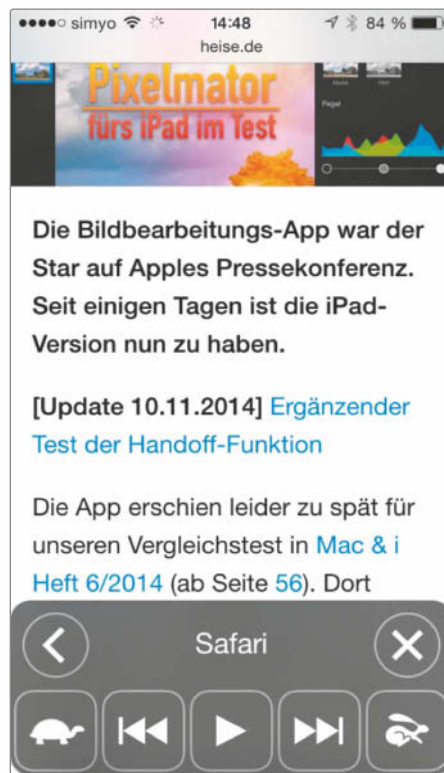 simyo 14:48 84 %
heise.de
Pixelmator
fürs iPad im Test
Pegel
Die Bildbearbeitungs-App war der
Star auf Apples Pressekonferenz.
Seit einigen Tagen ist die iPad-
Version nun zu haben.
[Update 10.11.2014] Ergänzender
Test der Handoff-Funktion
Die App erschien leider zu spät für
unseren Vergleichstest in Mac & i
Heft 6/2014 (ab Seite 56). Dort
Safari